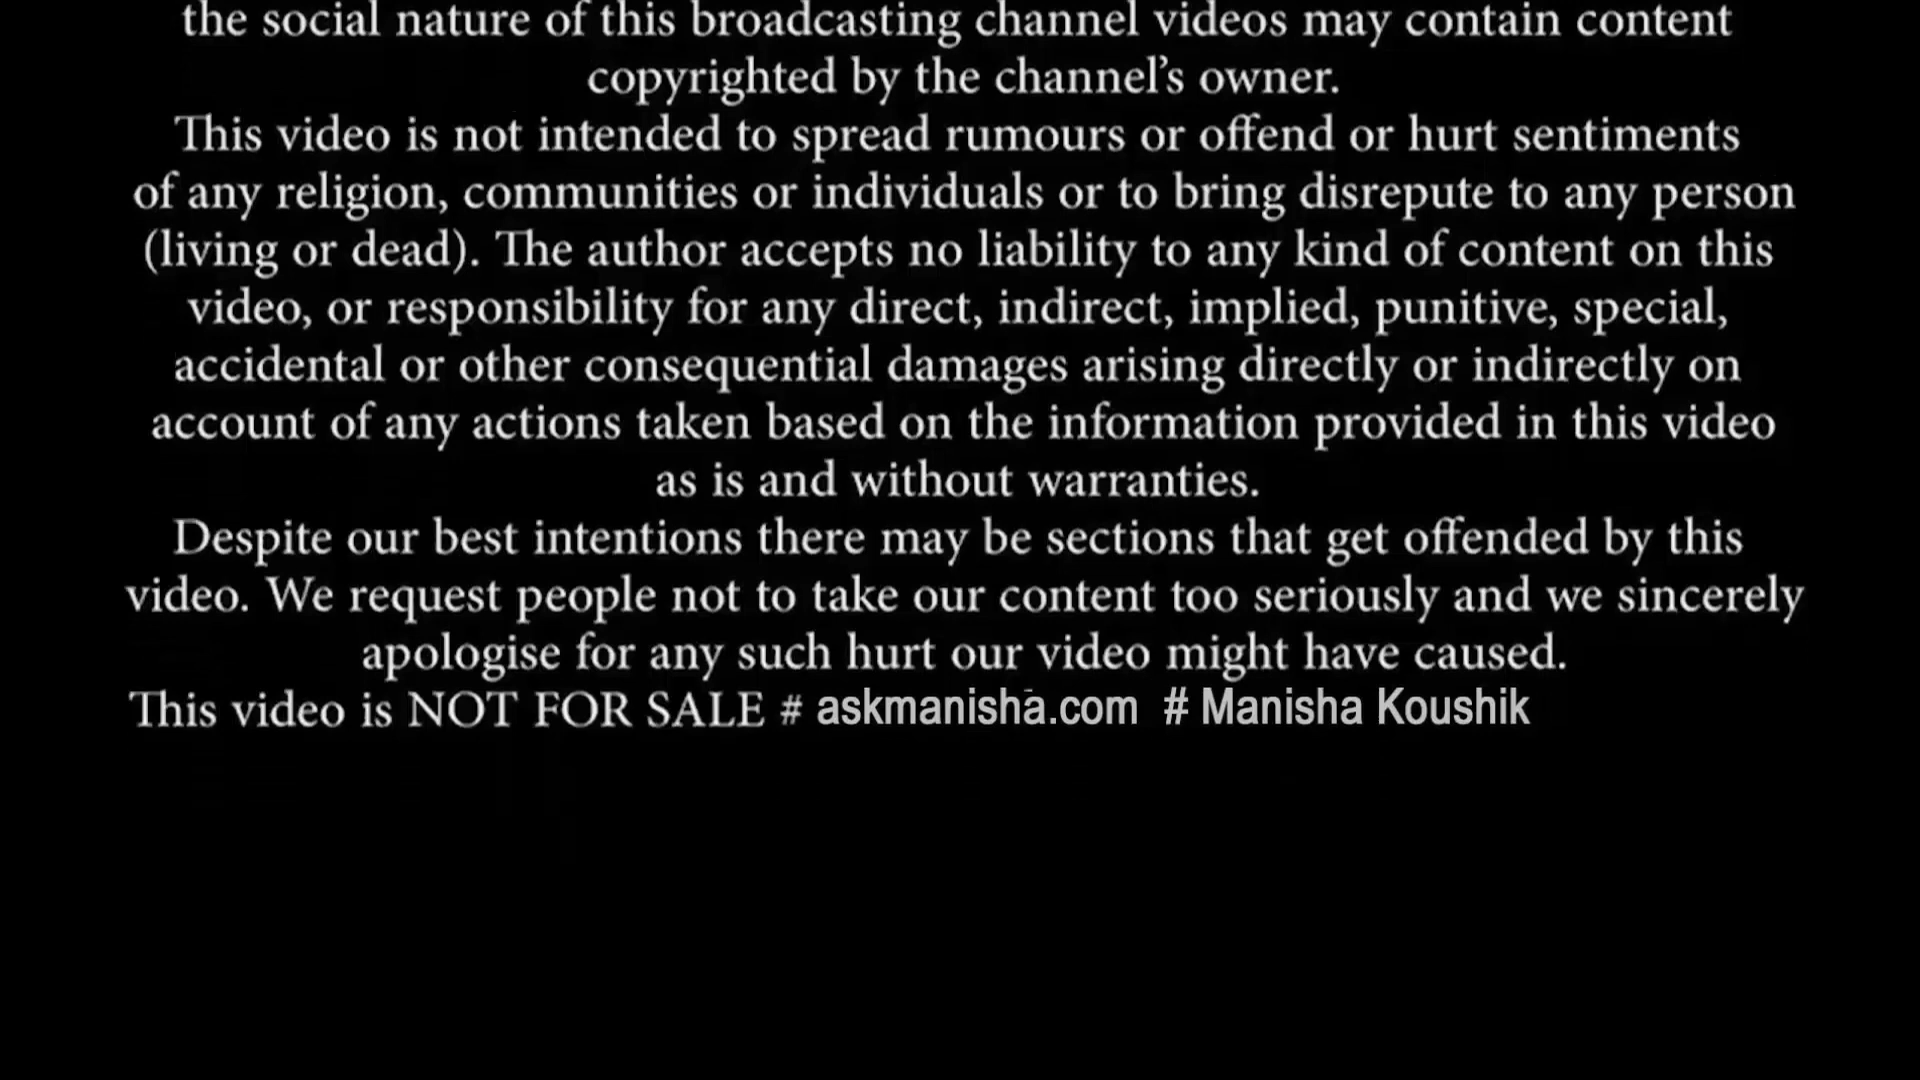 the social nature of this broadcasting channel videos may contain content
copyrighted by the channel’s owner.
This video is not intended to spread rumours or offend or hurt sentiments
of any religion, communities or individuals or to bring disrepute to any person
(living or dead). The author accepts no liability to any kind of content on this
video, or responsibility for any direct, indirect, implied, punitive, special,
accidental or other consequential damages arising directly or indirectly on
account of any actions taken based on the information provided in this video
as is and without warranties.
Despite our best intentions there may be sections that get offended by this
video. We request people not to take our content too seriously and we sincerely
apologise for any such hurt our video might have caused.
This video is NOT FOR SALE # askmanisha.com # Manisha Koushik